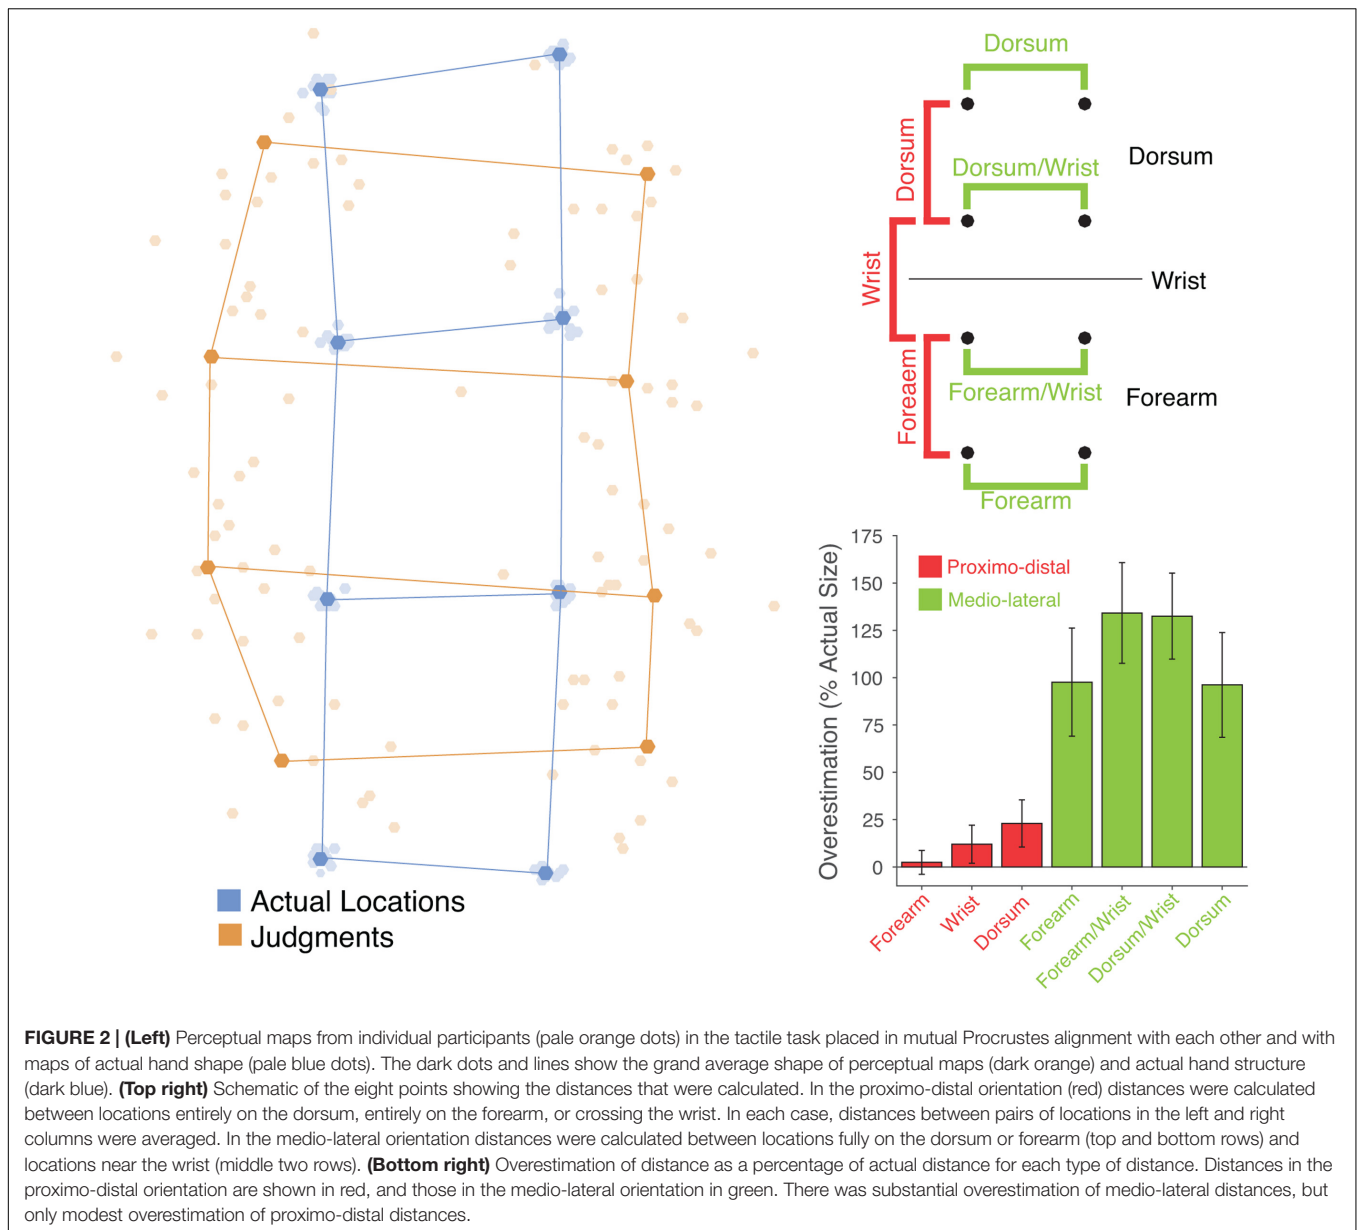 Actual Locations
Judgments
Dorsum
Dorsum
Dorsum/Wrist
Dorsum
Wrist
Wrist
Foreaem
Forearm/Wrist
Forearm
Forearm
Overestimation (% Actual Size)
175
150
125
100
75
50
25
0
Proximo-distal
Medio-lateral
Forearm
Wrist
Dorsum
Forearm
Forearm/Wrist
Dorsum/Wrist
Dorsum
FIGURE 2 | (Left) Perceptual maps from individual participants (pale orange dots) in the tactile task placed in mutual Procrustes alignment with each other and with
maps of actual hand shape (pale blue dots). The dark dots and lines show the grand average shape of perceptual maps (dark orange) and actual hand structure
(dark blue). (Top right) Schematic of the eight points showing the distances that were calculated. In the proximo-distal orientation (red) distances were calculated
between locations entirely on the dorsum, entirely on the forearm, or crossing the wrist. In each case, distances between pairs of locations in the left and right
columns were averaged. In the medio-lateral orientation distances were calculated between locations fully on the dorsum or forearm (top and bottom rows) and
locations near the wrist (middle two rows). (Bottom right) Overestimation of distance as a percentage of actual distance for each type of distance. Distances in the
proximo-distal orientation are shown in red, and those in the medio-lateral orientation in green. There was substantial overestimation of medio-lateral distances, but
only modest overestimation of proximo-distal distances.